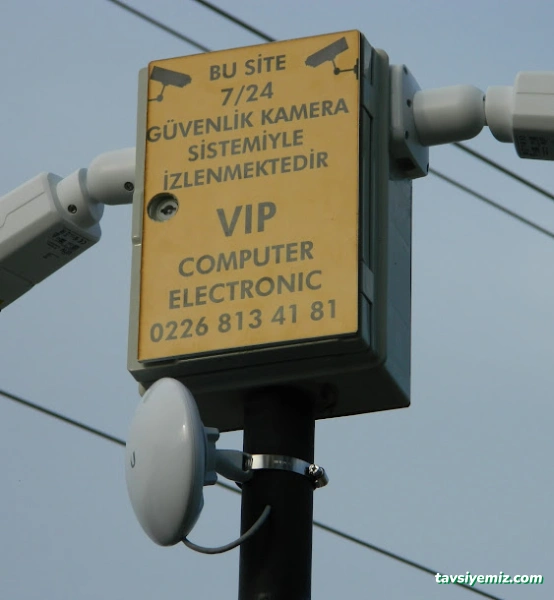 BU SİTE
7/24
GÜVENLİK KAMERA
SİSTEMİYLE
İZLENMEKTEDİR
VIP
COMPUTER
ELECTRONIC
0226 813 41 81
tavsiyemiz.com